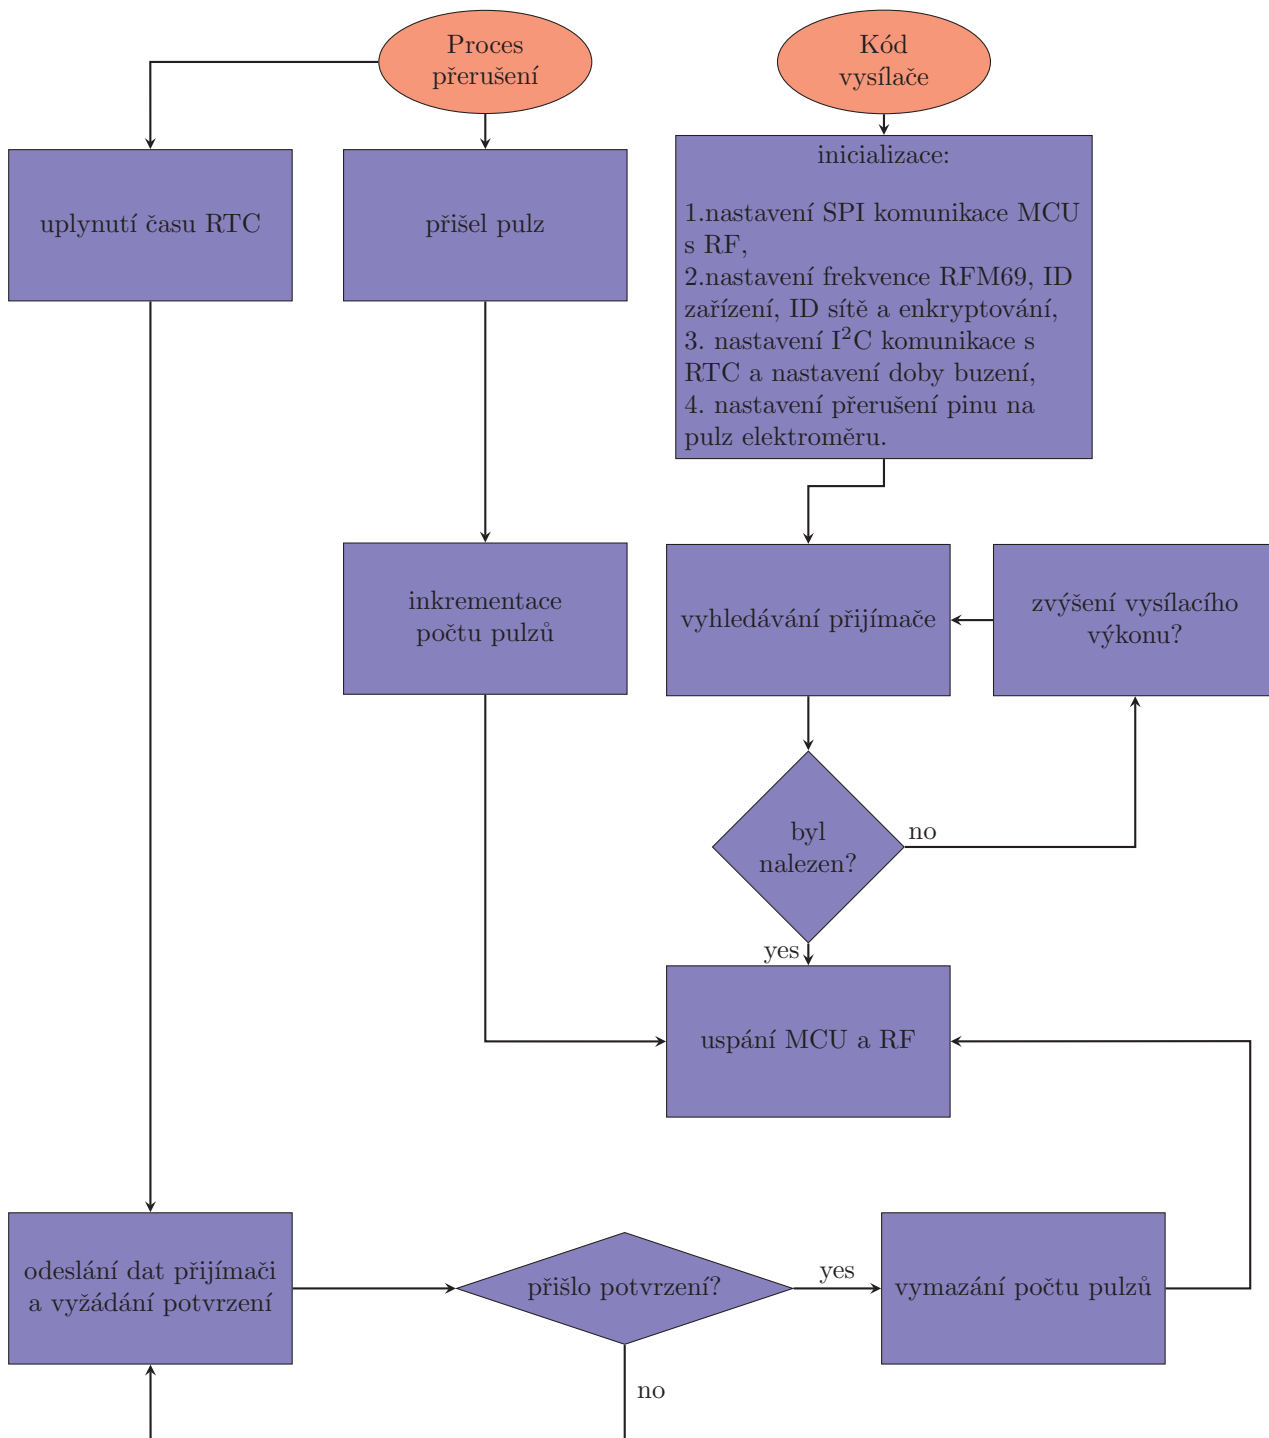 Proces
přerušení
Kód
vysílače
uplynutí času RTC
přišel pulz
inicializace:
1.nastavení SPI komunikace MCU
s RF,
2.nastavení frekvence RFM69, ID
zařízení, ID sítě a enkryptování,
3. nastavení I²C komunikace s
RTC a nastavení doby buzení,
4. nastavení přerušení pinu na
pulz elektroměru.
inkrementace
počtu pulzů
vyhledávání přijímače
zvýšení vysílacího
výkonu?
byl
nalezen?
no
yes
uspání MCU a RF
odeslání dat přijímači
a vyžádání potvrzení
přišlo potvrzení?
yes
vymazání počtu pulzů
no